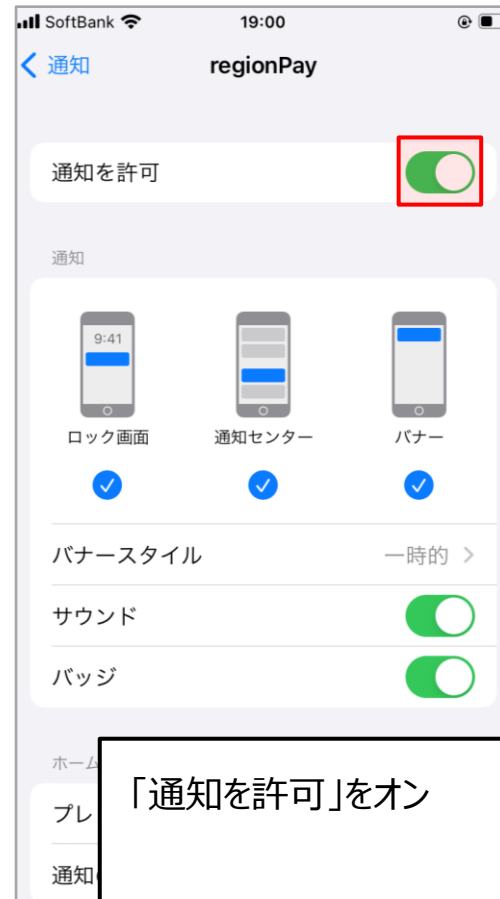 SoftBank 19:00
通知 regionPay
通知を許可
通知
9:41
ロック画面 通知センター バナー
バナースタイル 一時的
サウンド
バッジ
ホーム
「通知を許可」をオン
プレ
通知